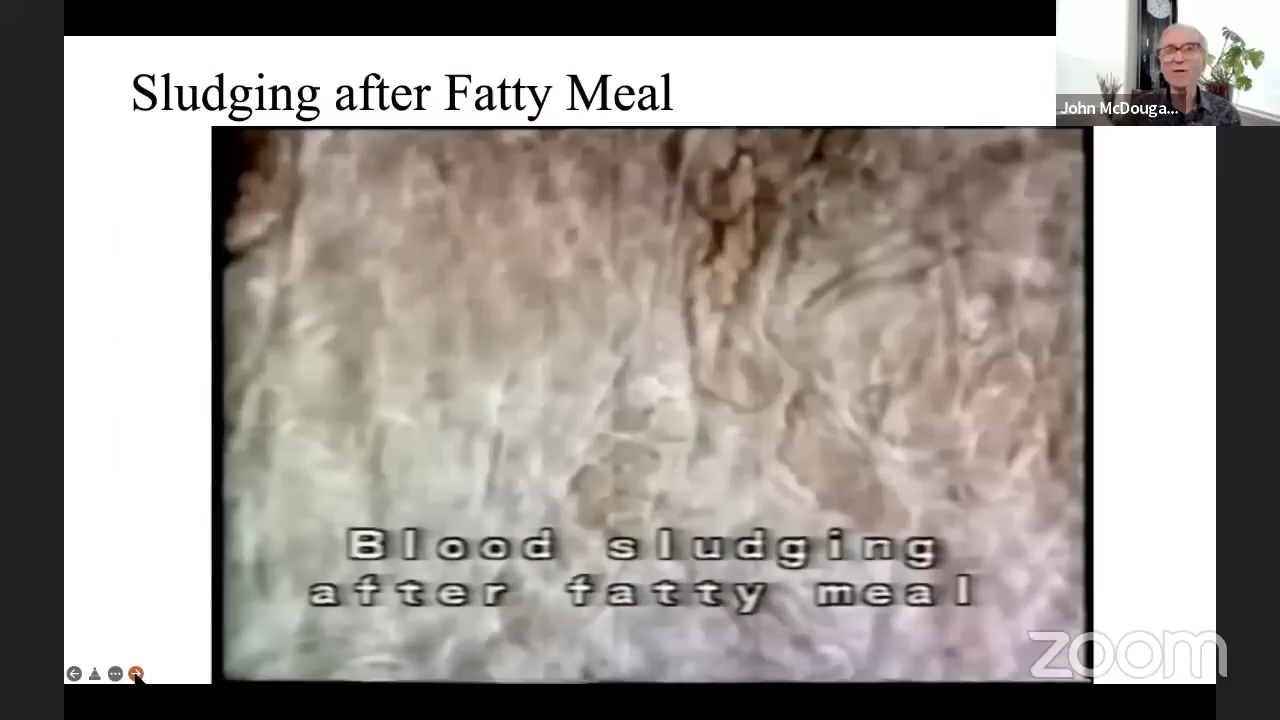 Sludging after Fatty Meal
John McDouga...
Blood sludging
after fatty meal
zoom